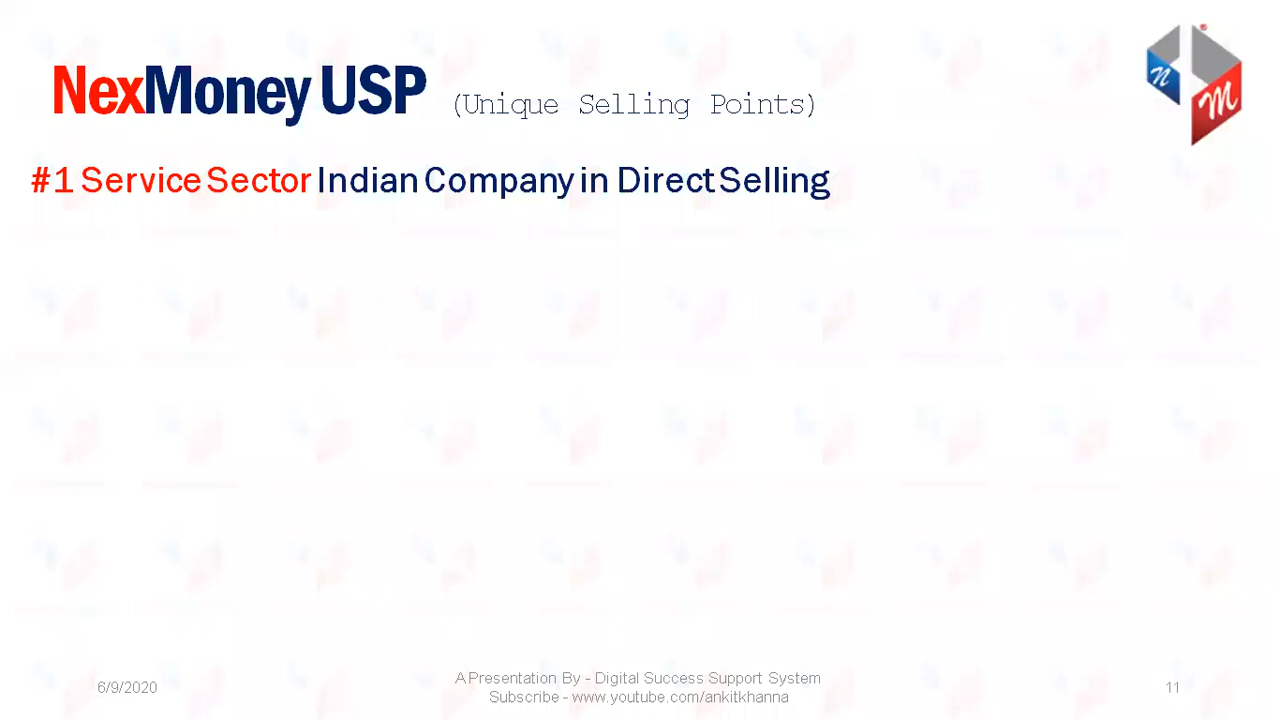 NexMoney USP (Unique Selling Points)
n M ®
#1 Service Sector Indian Company in Direct Selling
6/9/2020
A Presentation By - Digital Success Support System
Subscribe - www.youtube.com/ankitkhanna
11